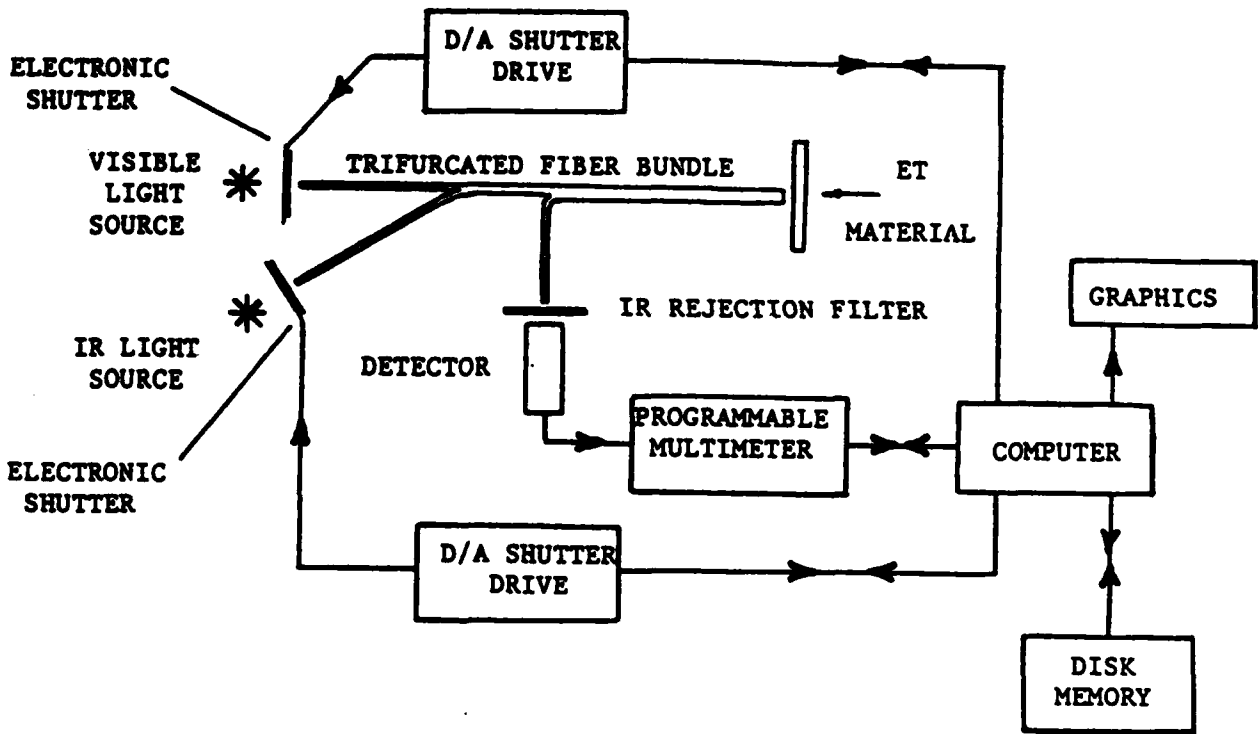 D/A SHUTTER
DRIVE
ELECTRONIC
SHUTTER
VISIBLE
LIGHT
SOURCE
TRIFURCATED FIBER BUNDLE
ET
MATERIAL
GRAPHICS
IR REJECTION FILTER
IR LIGHT
SOURCE
DETECTOR
PROGRAMMABLE
MULTIMETER
COMPUTER
ELECTRONIC
SHUTTER
D/A SHUTTER
DRIVE
DISK
MEMORY